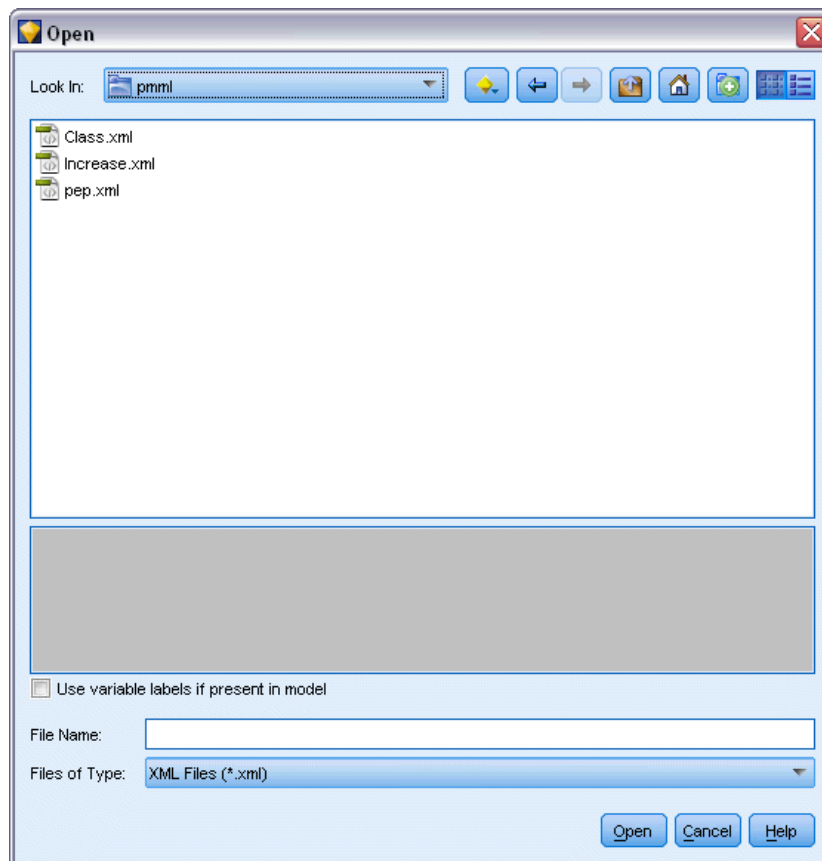 Open
Look In: pmml
Class.xml
Increase.xml
pep.xml
Use variable labels if present in model
File Name:
Files of Type: XML Files (*.xml)
Open Cancel Help